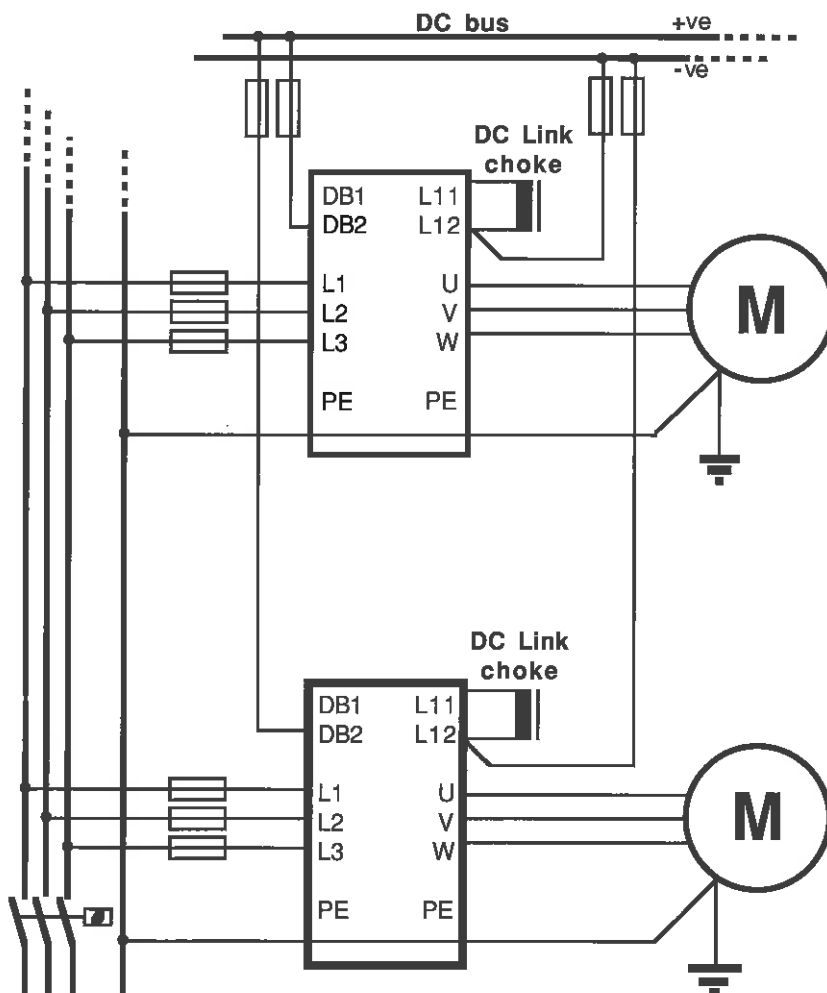 DC bus
+ve
-ve
DC Link
choke
DB1 L11
DB2 L12
L1 U
L2 V
L3 W
PE PE
M
DC Link
choke
DB1 L11
DB2 L12
L1 U
L2 V
L3 W
PE PE
M